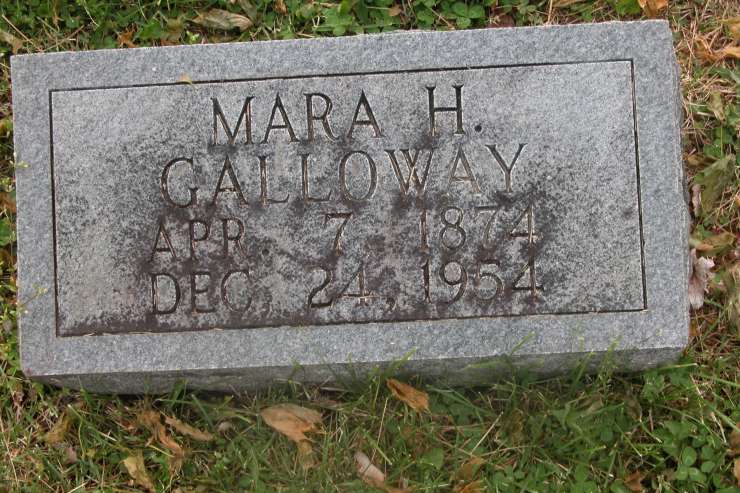 MARA H.
GALLOWAY
APR. 7, 1874
DEC. 24, 1954